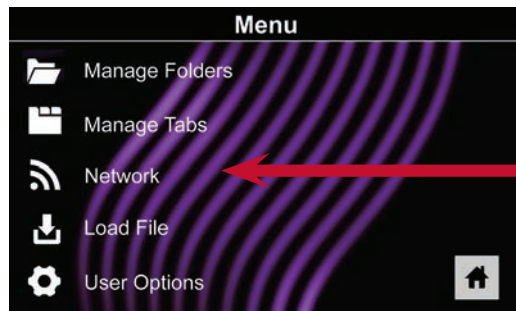 Menu
Manage Folders
Manage Tabs
Network
Load File
User Options